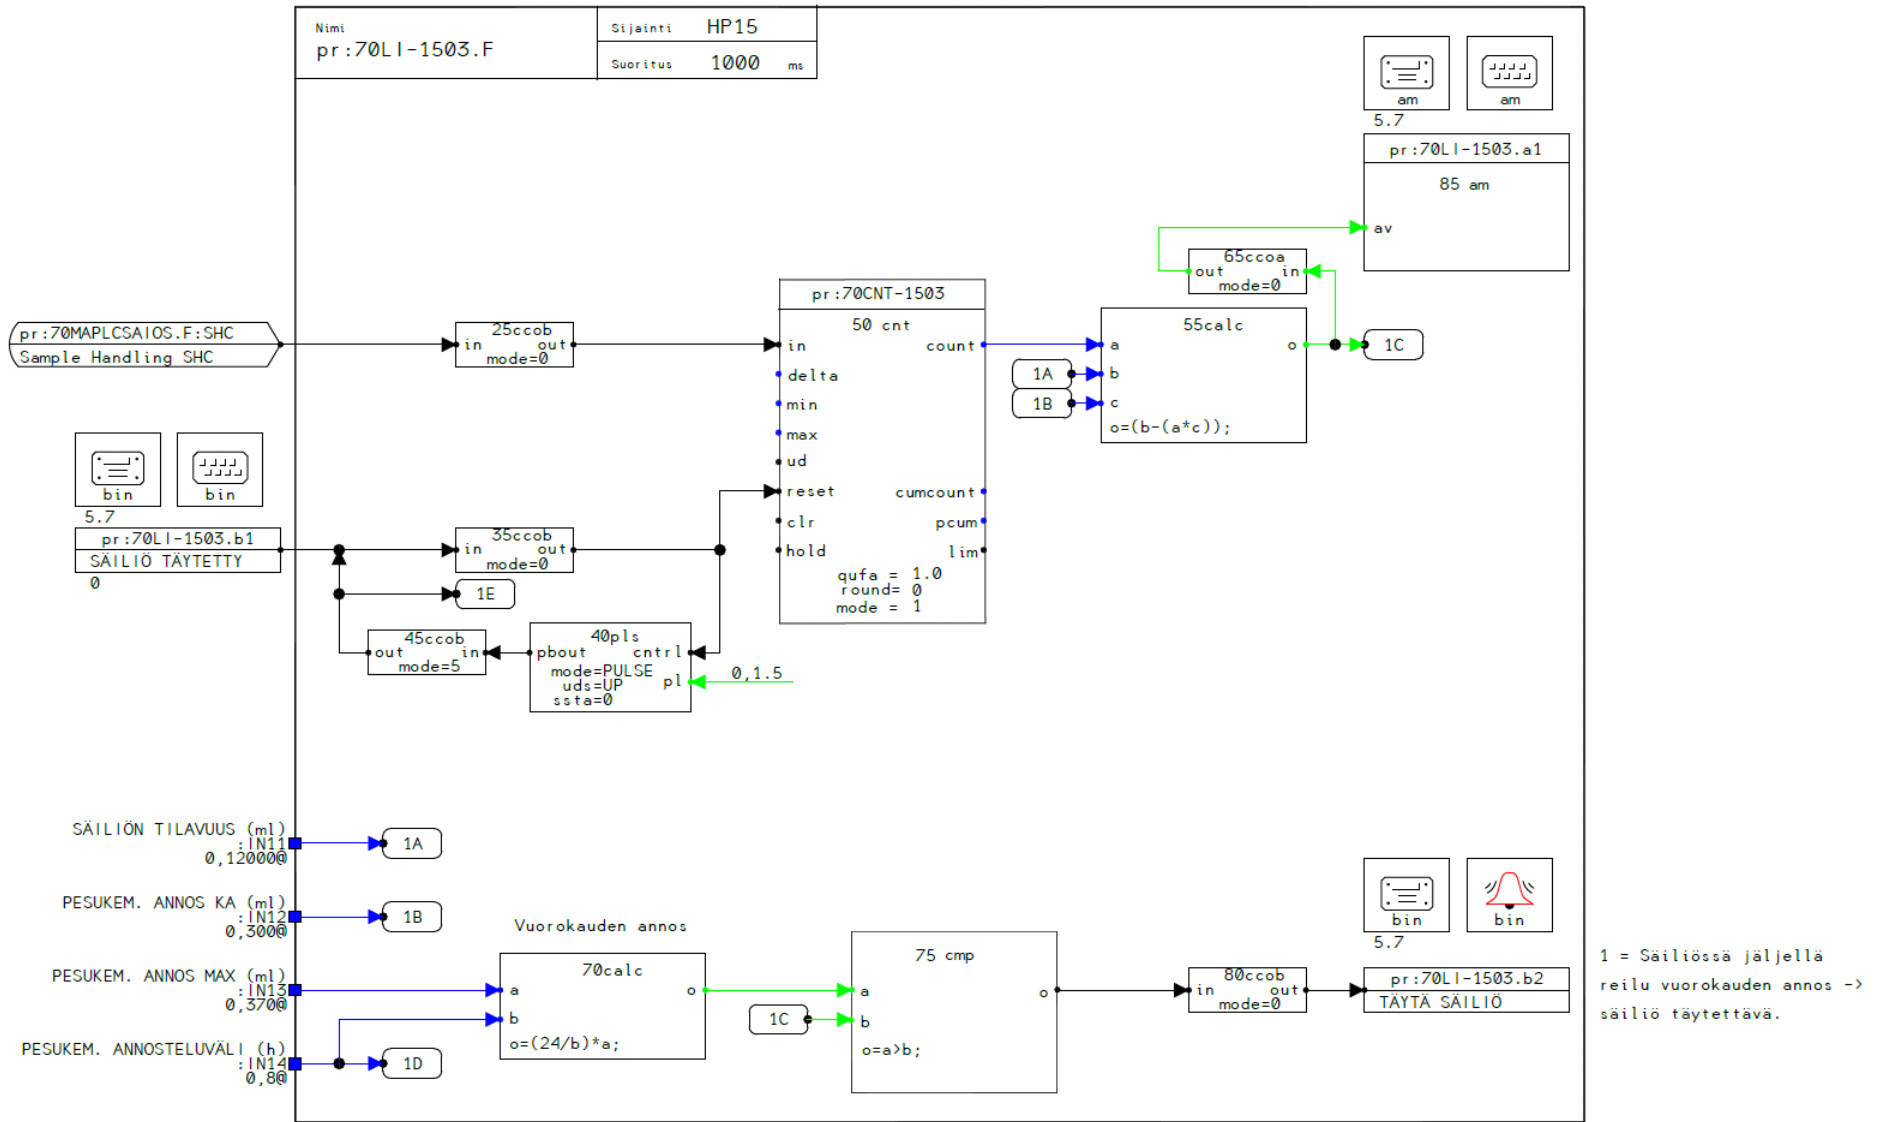 Nimi
pr:70LI-1503.F
Sijainti HP15
Suoritus 1000 ms
am
am
5.7
pr:70LI-1503.a1
85 am
av
65ccoa
out in
mode=0
pr:70MAPLCSAIOS.F:SHC
Sample Handling SHC
25ccob
in out
mode=0
pr:70CNT-1503
50 cnt
in count
delta
min
max
ud
reset cumcount
clr pcum
hold lim
qufa = 1.0
round= 0
mode = 1
55calc
a o
b
c
o=(b-(a*c));
1A
1B
1C
bin
bin
5.7
pr:70LI-1503.b1
SÄILIÖ TÄYTETTY
0
35ccob
in out
mode=0
1E
45ccob
out in
mode=5
40pls
pbout cntrl
mode=PULSE
uds=UP pl
ssta=0
0,1.5
SÄILIÖN TILAVUUS (ml)
:IN11
0,12000@
1A
PESUKEM. ANNOS KA (ml)
:IN12
0,300@
1B
PESUKEM. ANNOS MAX (ml)
:IN13
0,370@
PESUKEM. ANNOSTELUVÄLI (h)
:IN14
0,8@
1D
Vuorokauden annos
70calc
a o
b
o=(24/b)*a;
1C
75 cmp
a o
b
o=a>b;
80ccob
in out
mode=0
bin
bin
5.7
pr:70LI-1503.b2
TÄYTÄ SÄILIÖ
1 = Säiliössä jäljellä
reilu vuorokauden annos ->
säiliö täytettävä.